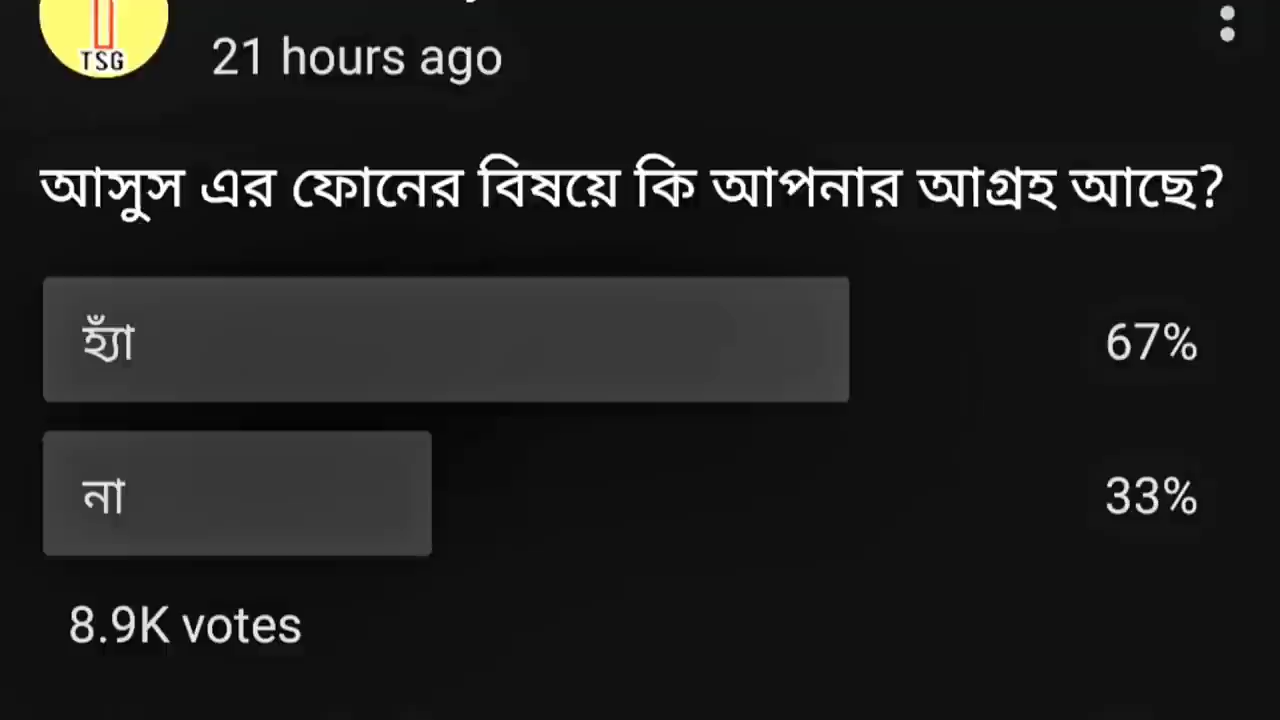 TSG
21 hours ago
আসুস এর ফোনের বিষয়ে কি আপনার আগ্রহ আছে?
হ্যাঁ 67%
না 33%
8.9K votes